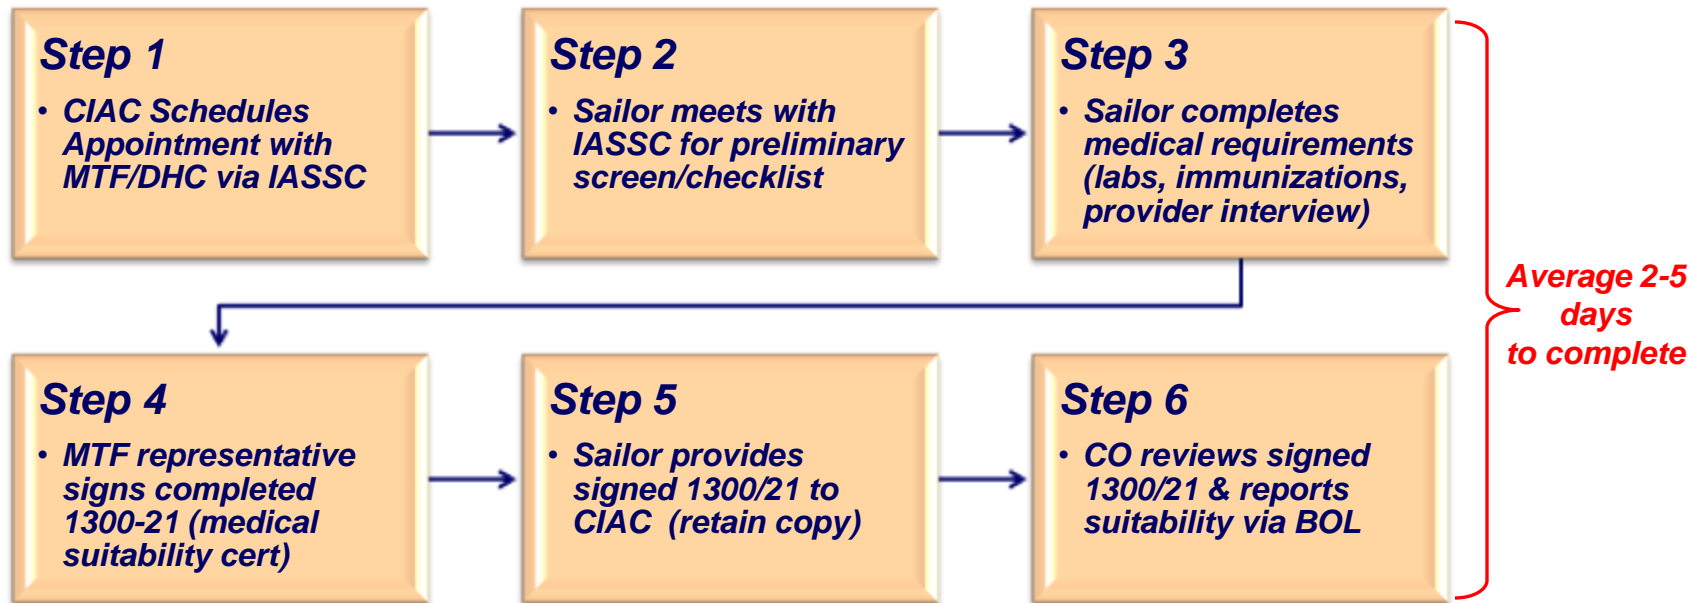 Step 1
• CIAC Schedules
Appointment with
MTF/DHC via IASSC
Step 2
• Sailor meets with
IASSC for preliminary
screen/checklist
Step 3
• Sailor completes
medical requirements
(labs, immunizations,
provider interview)
Average 2-5
days
to complete
Step 4
• MTF representative
signs completed
1300-21 (medical
suitability cert)
Step 5
• Sailor provides
signed 1300/21 to
CIAC (retain copy)
Step 6
• CO reviews signed
1300/21 & reports
suitability via BOL